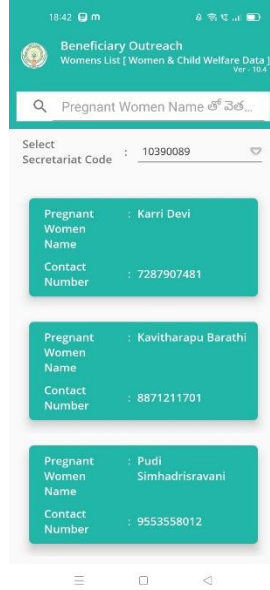 18:42
Beneficiary Outreach
Womens List [ Women & Child Welfare Data ]
Ver - 10.4
Pregnant Women Name తో వెత...
Select
Secretariat Code : 10390089
Pregnant : Karri Devi
Women
Name
Contact
Number : 7287907481
Pregnant : Kavitharapu Barathi
Women
Name
Contact
Number : 8871211701
Pregnant : Pudi
Women Simhadrisravani
Name
Contact
Number : 9553558012